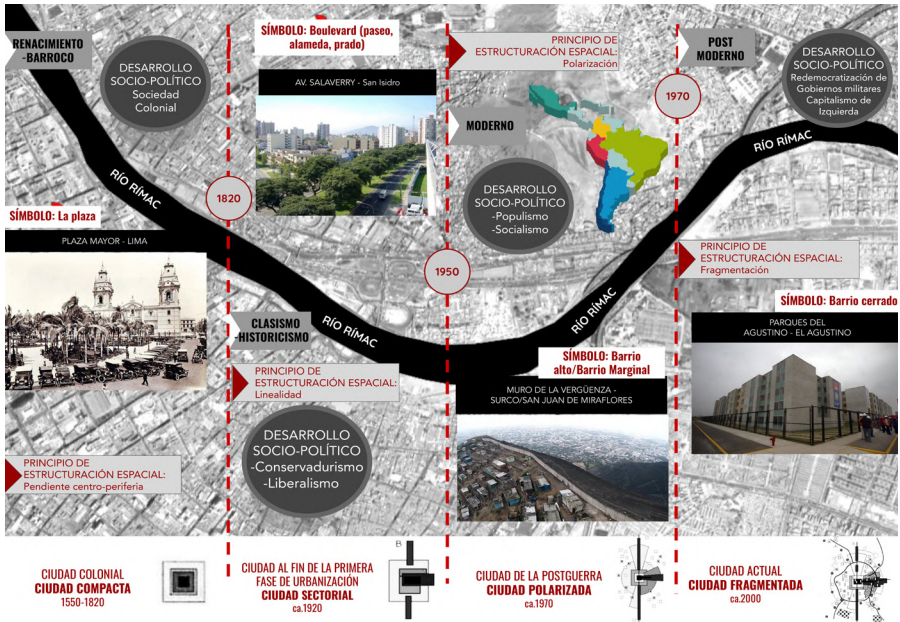 RENACIMIENTO
-BARROCO
DESARROLLO
SOCIO-POLÍTICO
Sociedad
Colonial
RÍO RÍMAC
SÍMBOLO: La plaza
PLAZA MAYOR - LIMA
PRINCIPIO DE
ESTRUCTURACIÓN ESPACIAL:
Pendiente centro-periferia
CIUDAD COLONIAL
CIUDAD COMPACTA
1550-1820
1820
SÍMBOLO: Boulevard (paseo,
alameda, prado)
AV. SALAVERRY - San Isidro
CLASISMO
-HISTORICISMO
RÍO RÍMAC
PRINCIPIO DE
ESTRUCTURACIÓN ESPACIAL:
Linealidad
DESARROLLO
SOCIO-POLÍTICO
-Conservadurismo
-Liberalismo
CIUDAD AL FIN DE LA PRIMERA
FASE DE URBANIZACIÓN
CIUDAD SECTORIAL
ca.1920
B
1950
PRINCIPIO DE
ESTRUCTURACIÓN ESPACIAL:
Polarización
MODERNO
DESARROLLO
SOCIO-POLÍTICO
-Populismo
-Socialismo
RÍO RÍMAC
SÍMBOLO: Barrio
alto/Barrio Marginal
MURO DE LA VERGÜENZA -
SURCO/SAN JUAN DE MIRAFLORES
CIUDAD DE LA POSTGUERRA
CIUDAD POLARIZADA
ca.1970
1970
POST
MODERNO
DESARROLLO
SOCIO-POLÍTICO
Redemocratización de
Gobiernos militares
Capitalismo de
Izquierda
RÍO RÍMAC
PRINCIPIO DE
ESTRUCTURACIÓN ESPACIAL:
Fragmentación
SÍMBOLO: Barrio cerrado
PARQUES DEL
AGUSTINO - EL AGUSTINO
CIUDAD ACTUAL
CIUDAD FRAGMENTADA
ca.2000